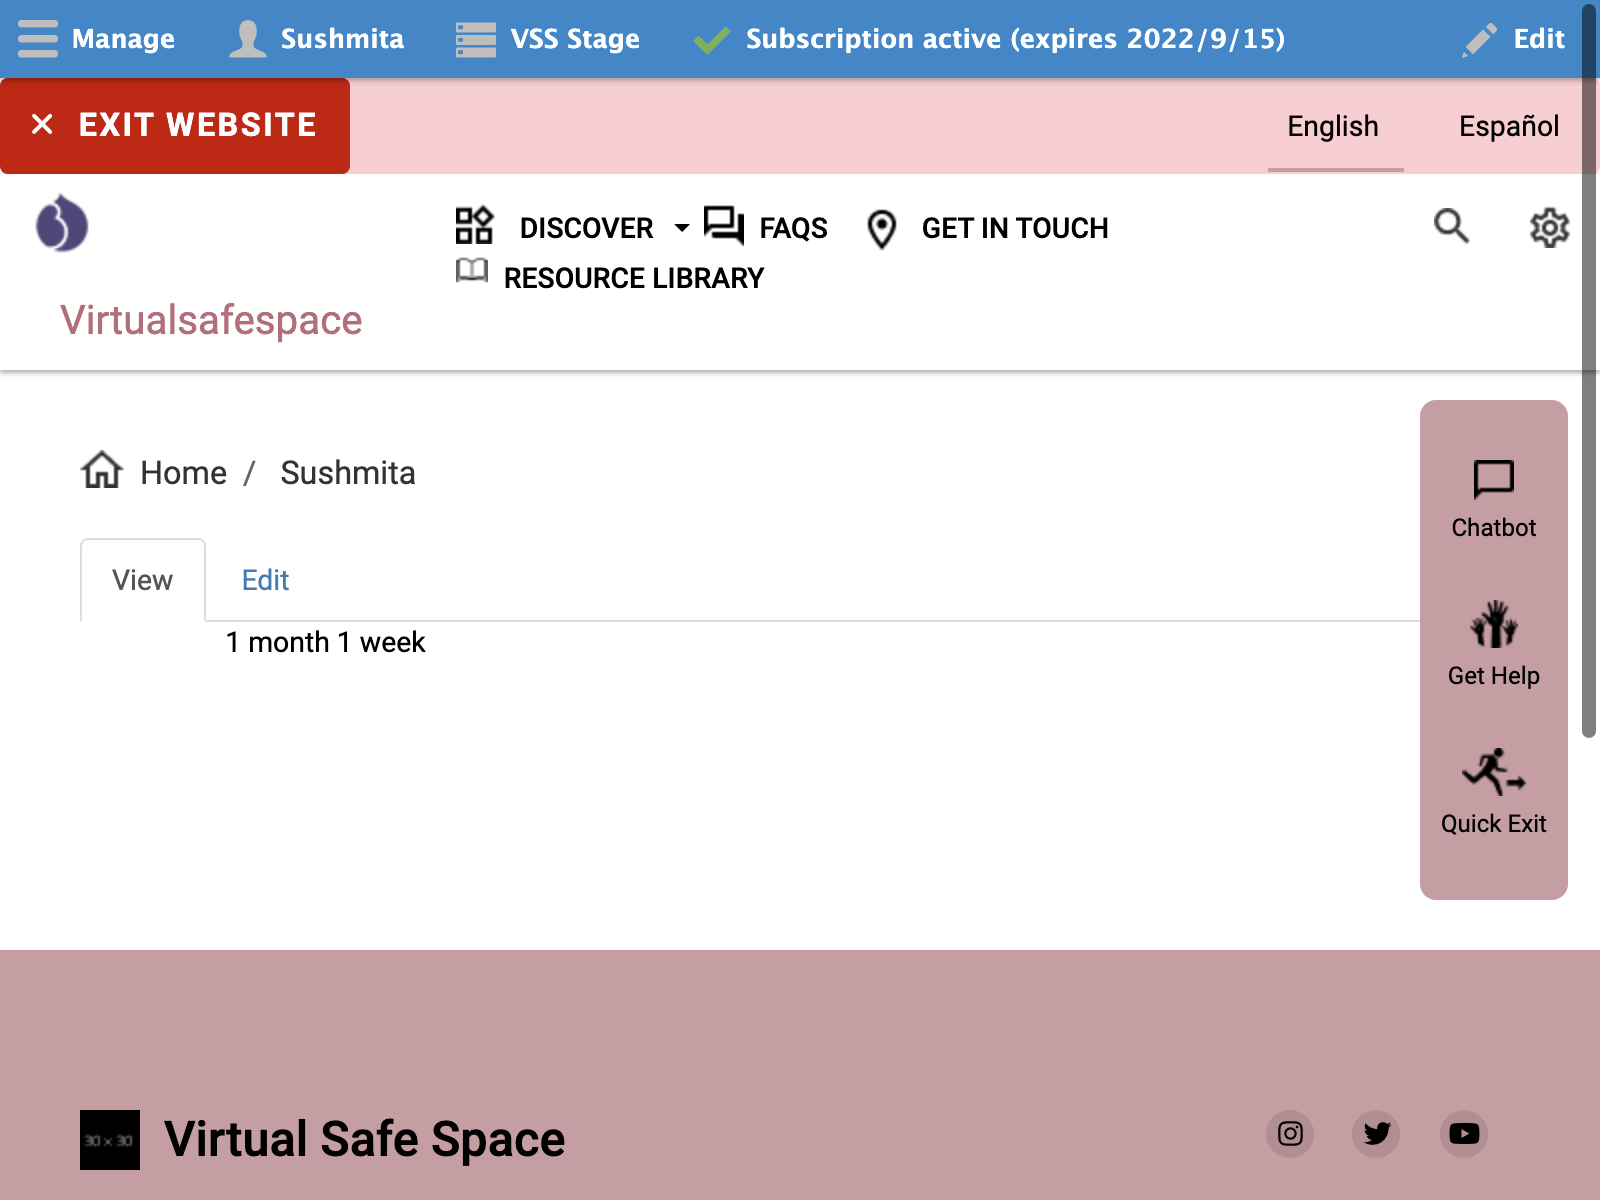 Manage Sushmita VSS Stage Subscription active (expires 2022/9/15) Edit
EXIT WEBSITE English Español
DISCOVER FAQS GET IN TOUCH
RESOURCE LIBRARY
Virtualsafespace
Home / Sushmita
View Edit
1 month 1 week
Chatbot
Get Help
Quick Exit
30 × 30 Virtual Safe Space